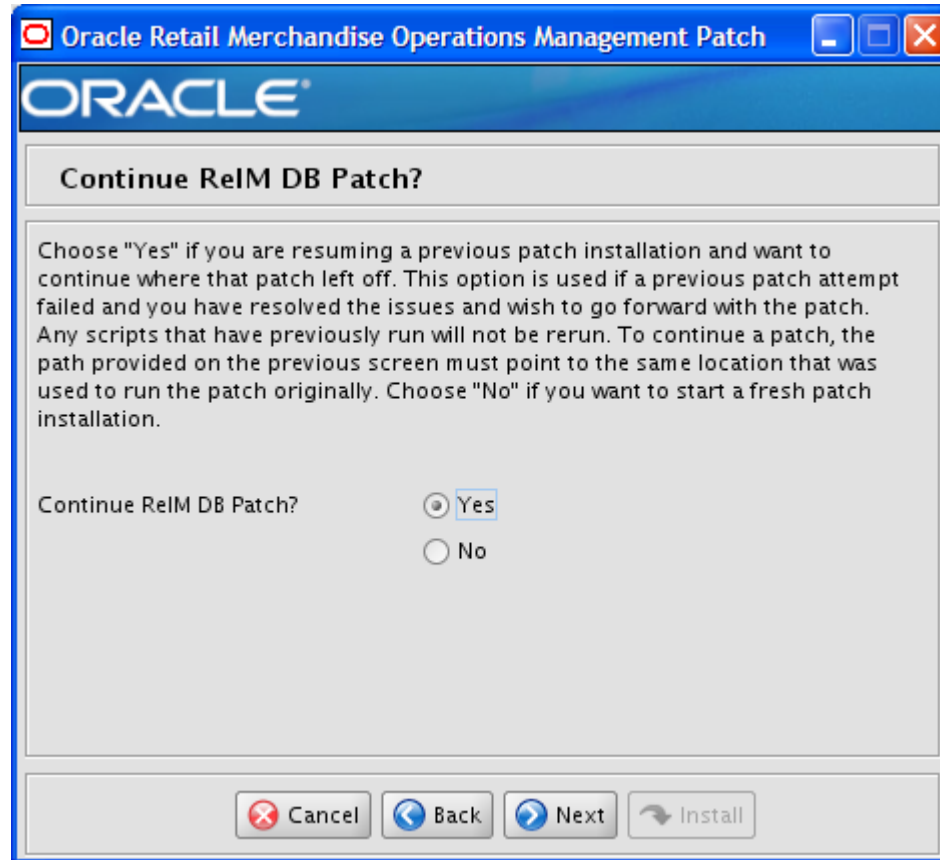 Oracle Retail Merchandise Operations Management Patch
ORACLE®
Continue ReIM DB Patch?
Choose "Yes" if you are resuming a previous patch installation and want to
continue where that patch left off. This option is used if a previous patch attempt
failed and you have resolved the issues and wish to go forward with the patch.
Any scripts that have previously run will not be rerun. To continue a patch, the
path provided on the previous screen must point to the same location that was
used to run the patch originally. Choose "No" if you want to start a fresh patch
installation.
Continue ReIM DB Patch?
Yes
No
Cancel Back Next Install